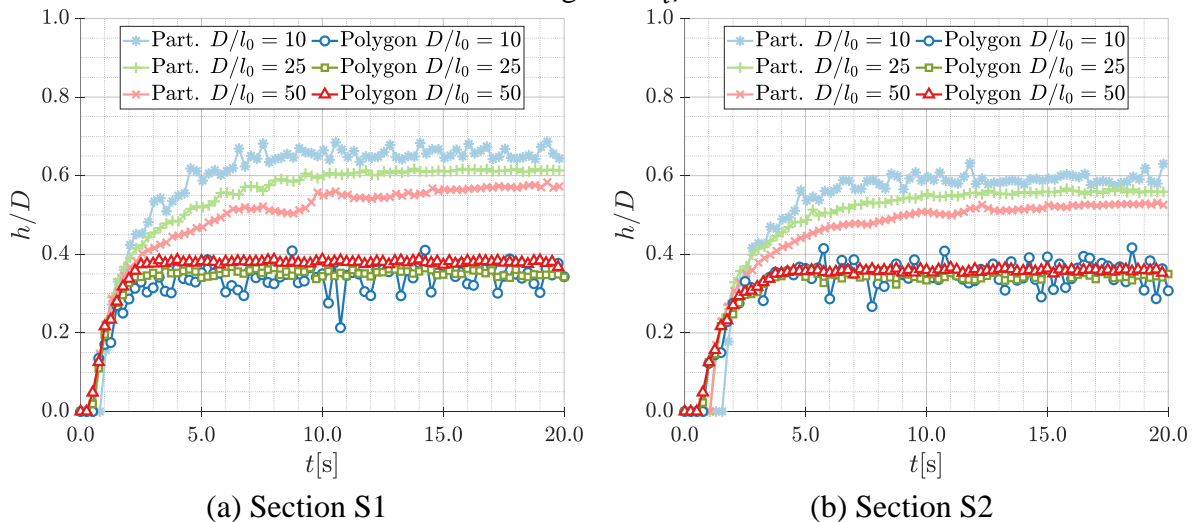 1.0
0.8
0.6
0.4
0.2
0.0
h/D
Part. D/l₀ = 10 Polygon D/l₀ = 10
Part. D/l₀ = 25 Polygon D/l₀ = 25
Part. D/l₀ = 50 Polygon D/l₀ = 50
0.0 5.0 10.0 15.0 20.0
t[s]
(a) Section S1
1.0
0.8
0.6
0.4
0.2
0.0
h/D
Part. D/l₀ = 10 Polygon D/l₀ = 10
Part. D/l₀ = 25 Polygon D/l₀ = 25
Part. D/l₀ = 50 Polygon D/l₀ = 50
0.0 5.0 10.0 15.0 20.0
t[s]
(b) Section S2